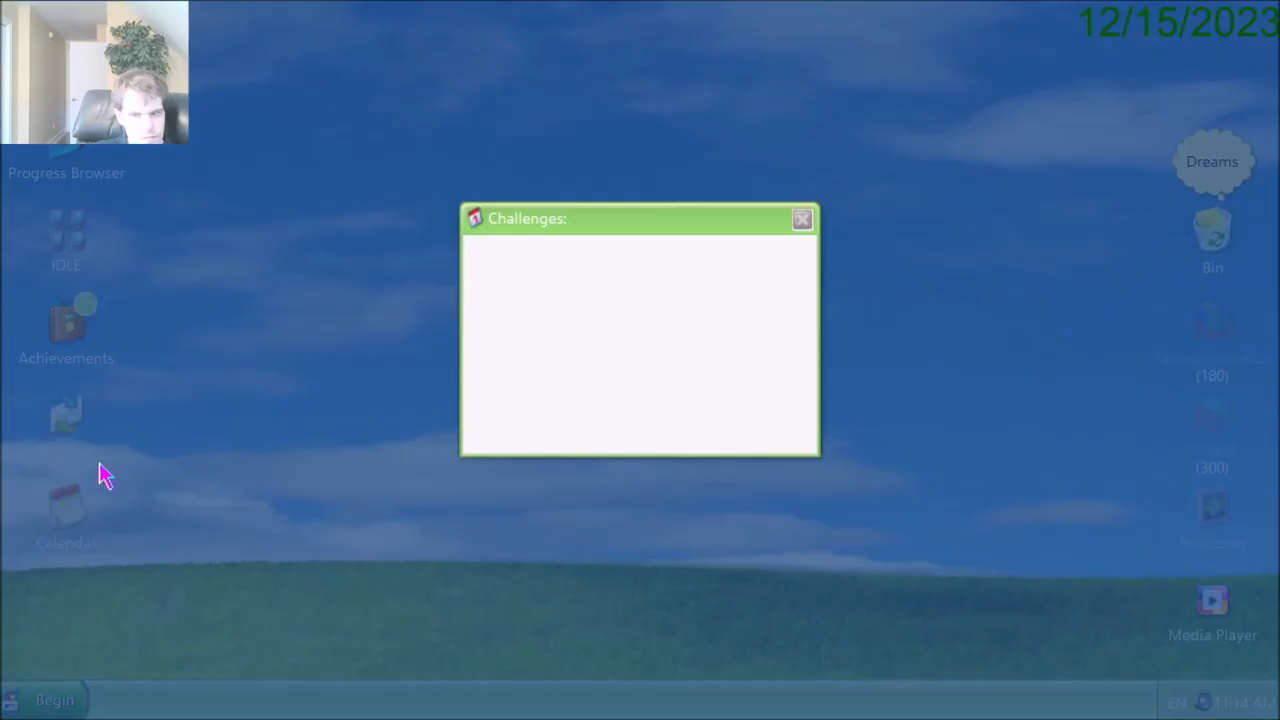 12/15/2023
Progress Browser
Dreams
Challenges:
IDLE
Bin
Achievements
(180)
(300)
Calendar
Media Player
Begin
EN 11:14 AM